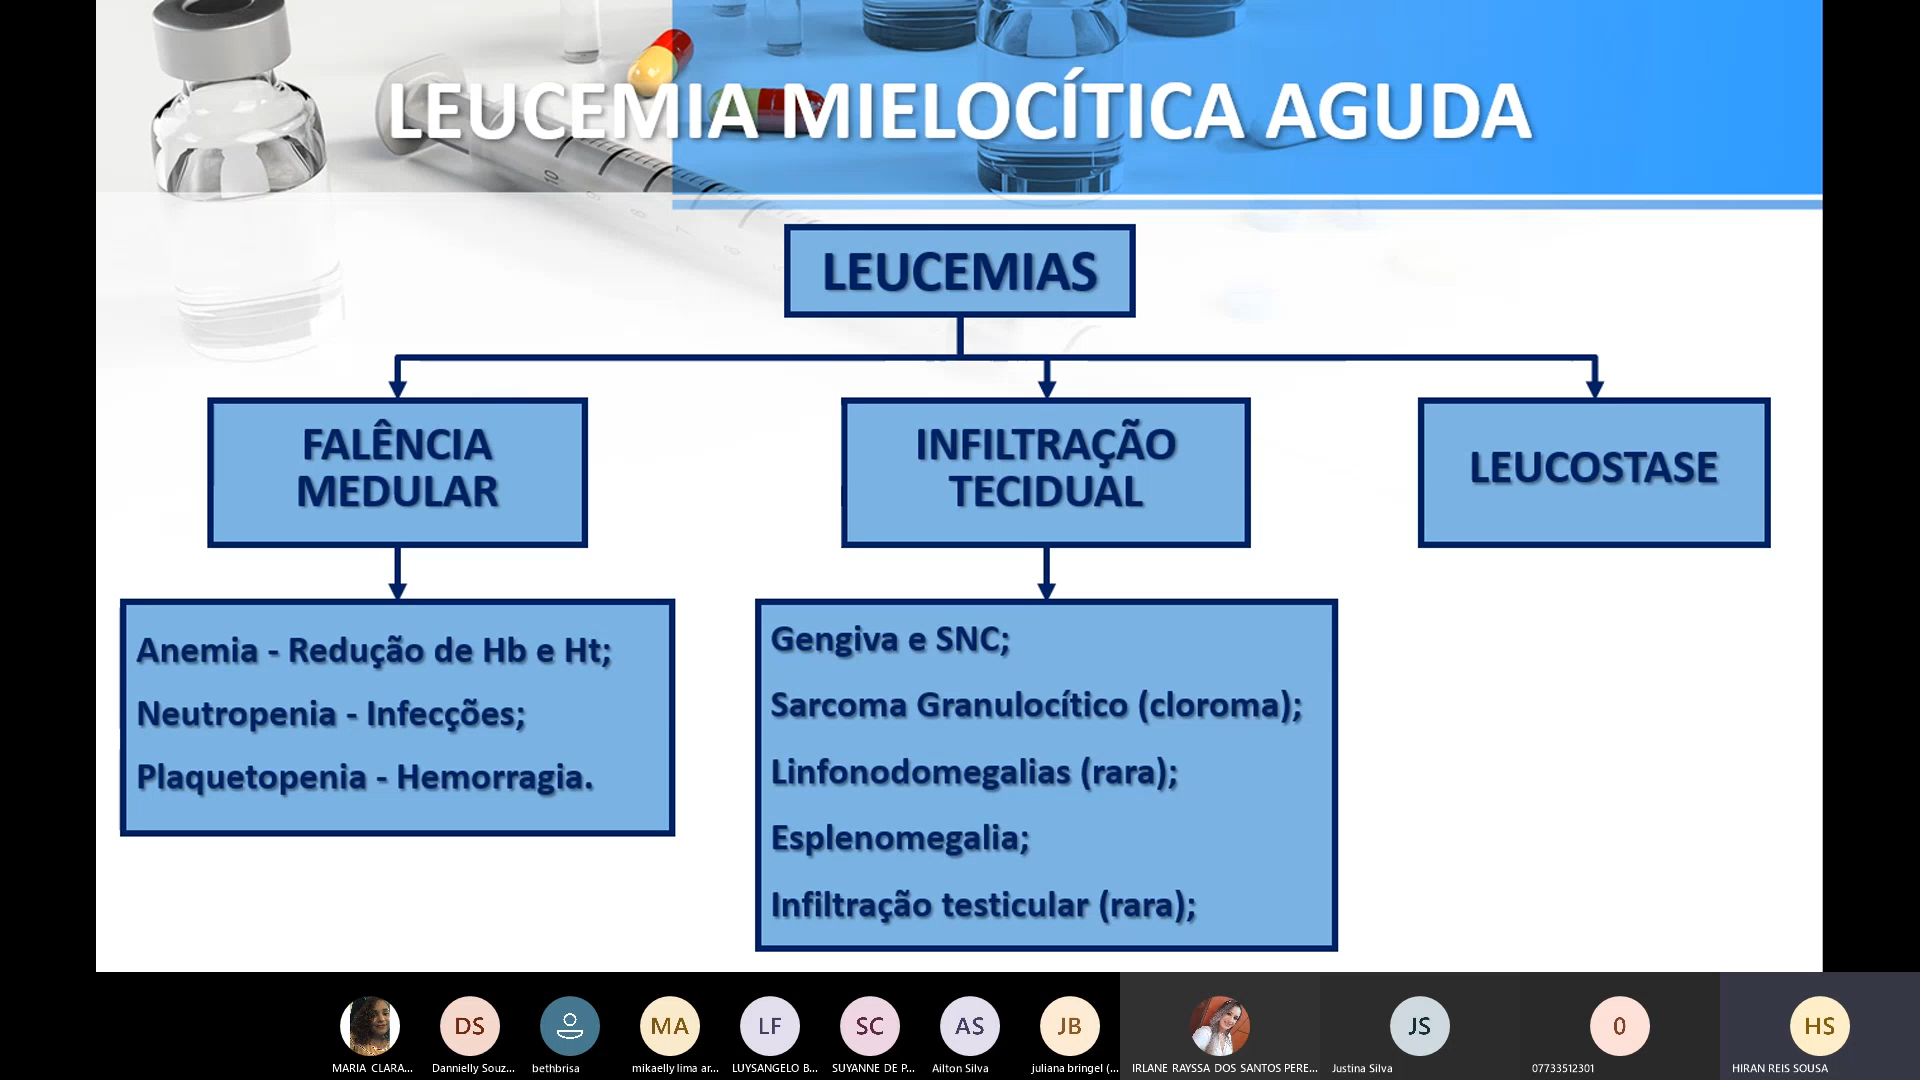 LEUCEMIA MIELOCÍTICA AGUDA
LEUCEMIAS
FALÊNCIA
MEDULAR
INFILTRAÇÃO
TECIDUAL
LEUCOSTASE
Anemia - Redução de Hb e Ht;
Neutropenia - Infecções;
Plaquetopenia - Hemorragia.
Gengiva e SNC;
Sarcoma Granulocítico (cloroma);
Linfonodomegalias (rara);
Esplenomegalia;
Infiltração testicular (rara);
10
DS
MA
LF
SC
AS
JB
JS
0
HS
MARIA CLARA...
Dannielly Souz...
bethbrisa
mikaelly lima ar...
LUYSANGELO B...
SUYANNE DE P...
Ailton Silva
juliana bringel (...
IRLANE RAYSSA DOS SANTOS PERE...
Justina Silva
07733512301
HIRAN REIS SOUSA